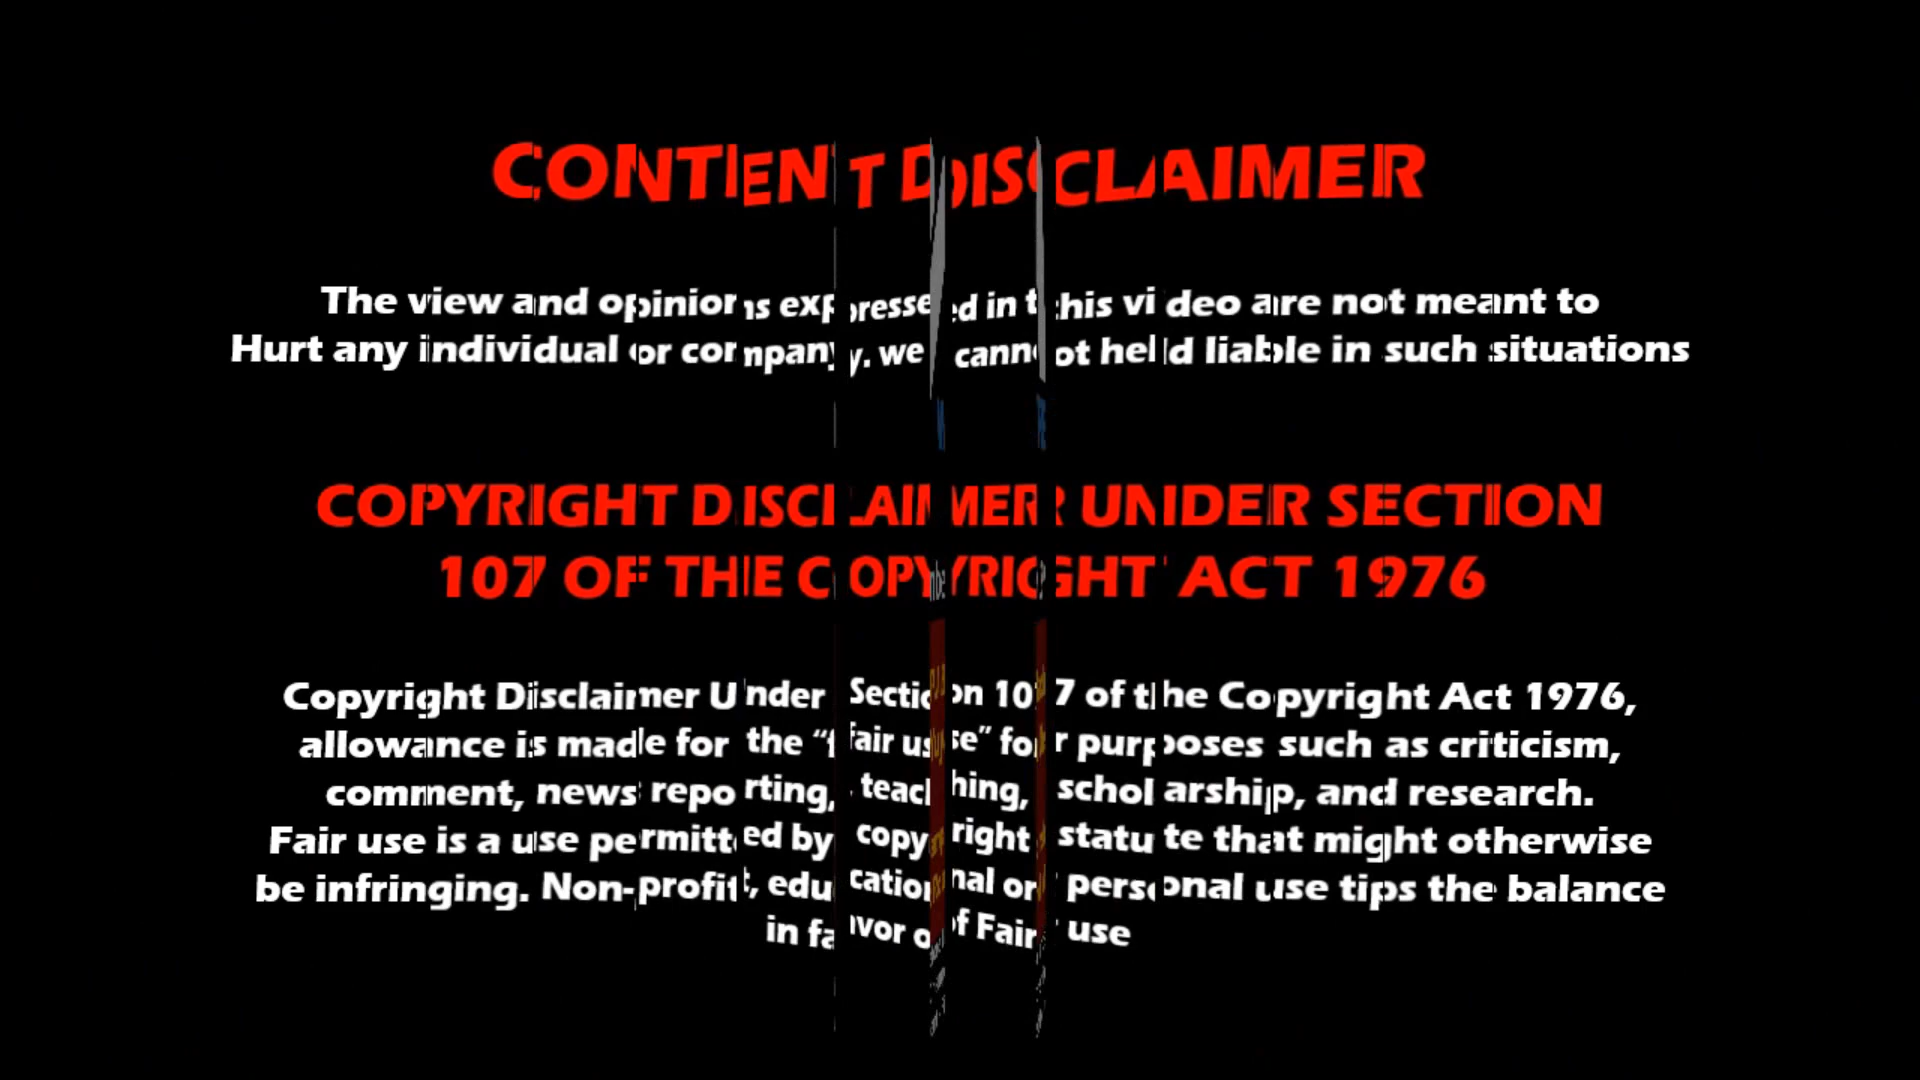 CONTENT DISCLAIMER
The view and opinions expressed in this video are not meant to
Hurt any individual or company. we cannot held liable in such situations
COPYRIGHT DISCLAIMER UNDER SECTION
107 OF THE COPYRIGHT ACT 1976
Copyright Disclaimer Under Section 107 of the Copyright Act 1976,
allowance is made for the “fair use” for purposes such as criticism,
comment, news reporting, teaching, scholarship, and research.
Fair use is a use permitted by copyright statute that might otherwise
be infringing. Non-profit, educational or personal use tips the balance
in favor of Fair use